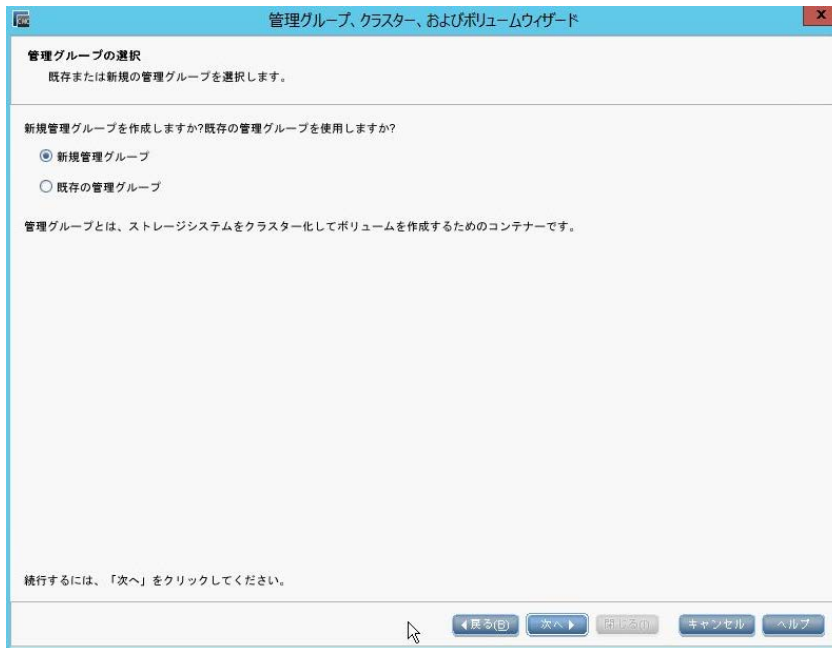 CMC
管理グループ、クラスター、およびボリュームウィザード
x
管理グループの選択
既存または新規の管理グループを選択します。
新規管理グループを作成しますか?既存の管理グループを使用しますか?
新規管理グループ
既存の管理グループ
管理グループとは、ストレージシステムをクラスター化してボリュームを作成するためのコンテナーです。
続行するには、「次へ」をクリックしてください。
戻る(B) 次へ 閉じる(I) キャンセル ヘルプ